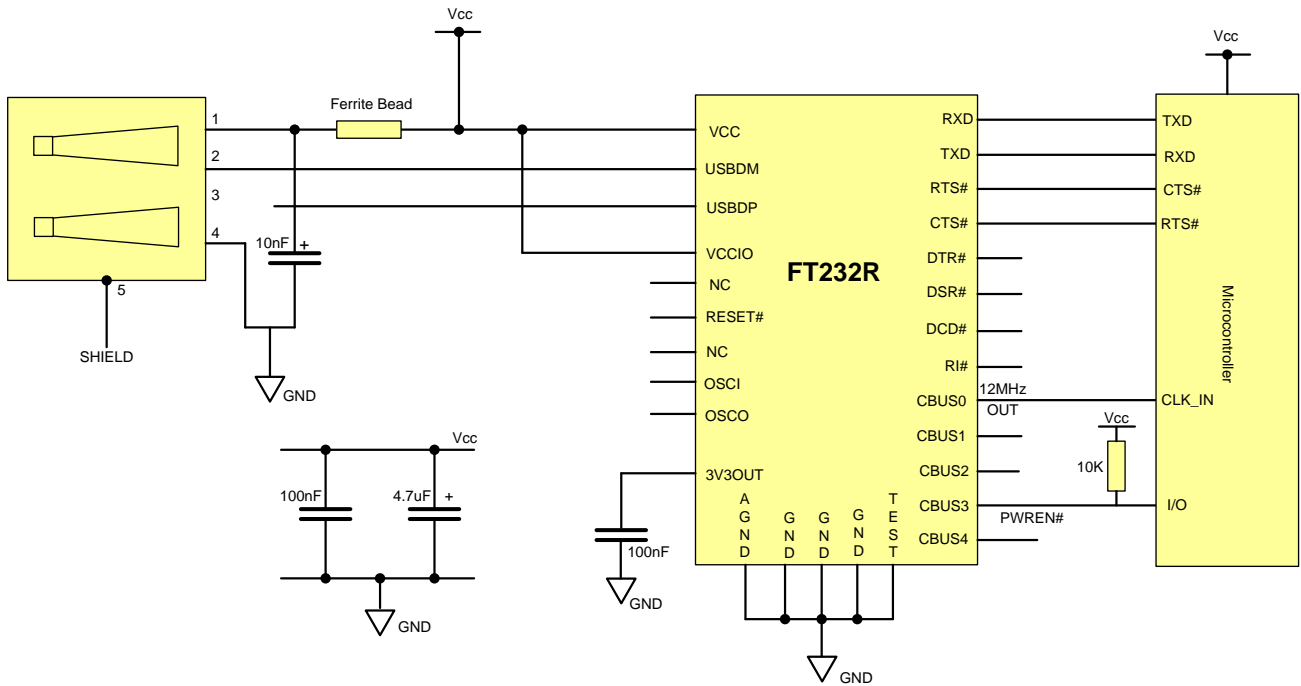 Vcc
Vcc
Ferrite Bead
1
2
3
4
5
SHIELD
10nF +
GND
Vcc
100nF
4.7uF +
GND
VCC
USBDM
USBDP
VCCIO
NC
RESET#
NC
OSCI
OSCO
3V3OUT
100nF
GND
FT232R
AGND
GND
GND
GND
TEST
GND
RXD
TXD
RTS#
CTS#
DTR#
DSR#
DCD#
RI#
CBUS0
CBUS1
CBUS2
CBUS3
CBUS4
12MHz
OUT
Vcc
10K
PWREN#
TXD
RXD
CTS#
RTS#
Microcontroller
CLK_IN
I/O